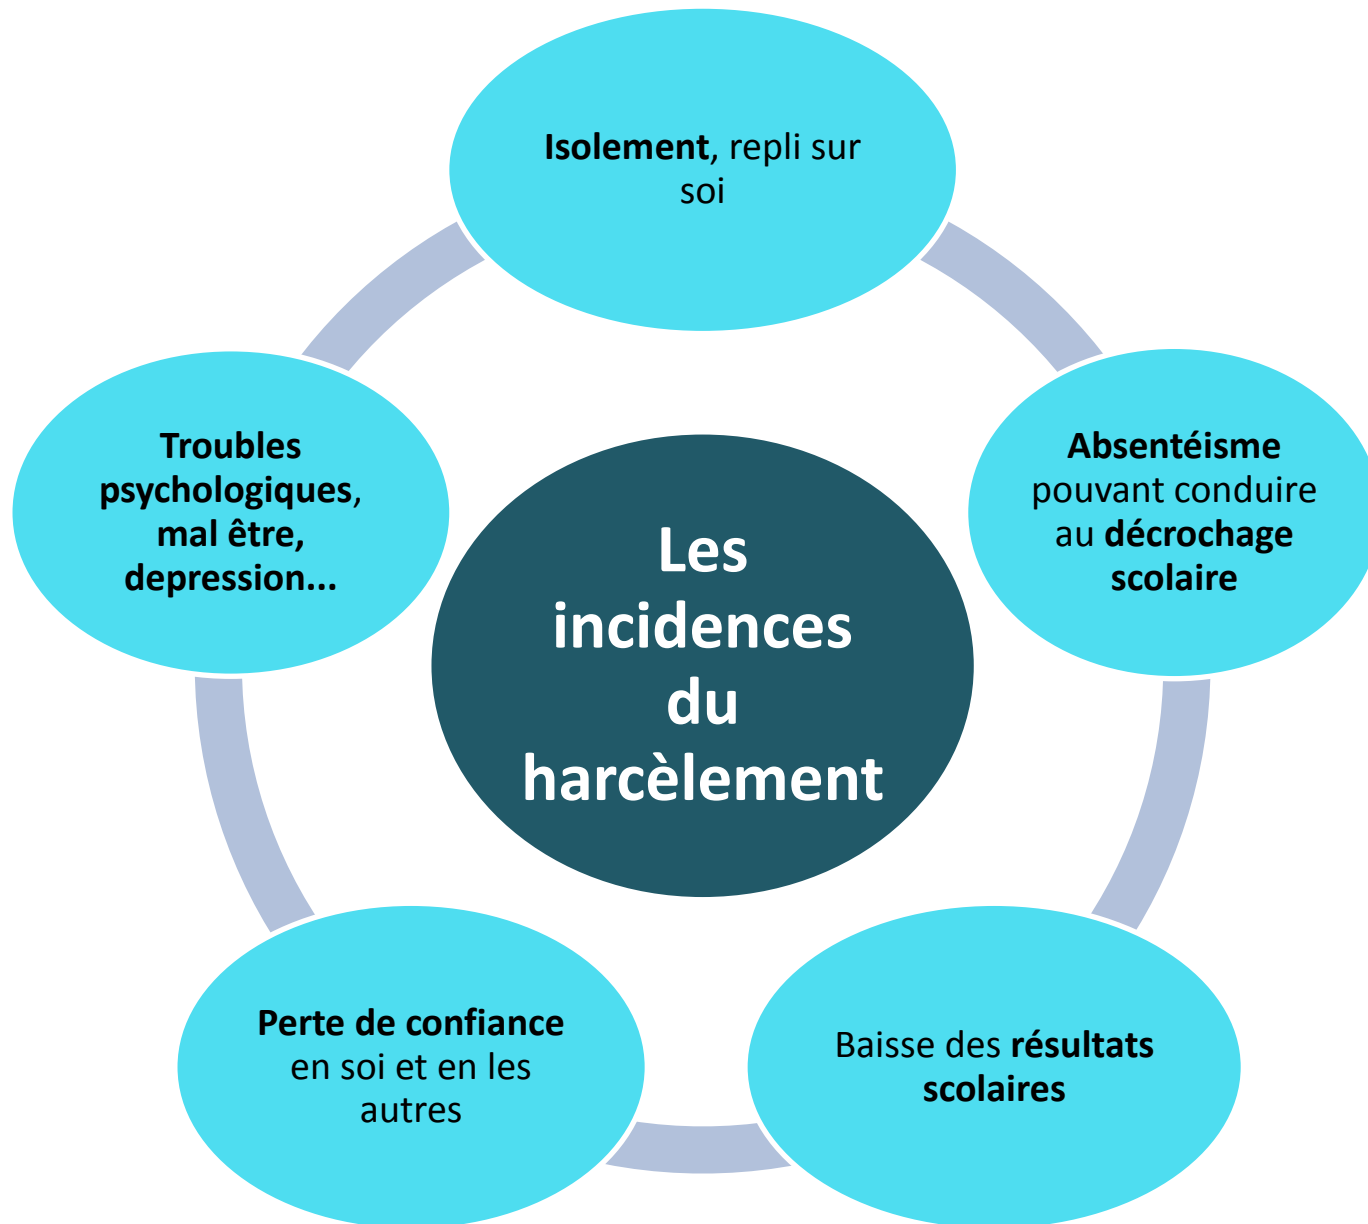 Isolement, repli sur
soi
Absentéisme
pouvant conduire
au décrochage
scolaire
Baisse des résultats
scolaires
Perte de confiance
en soi et en les
autres
Troubles
psychologiques,
mal être,
depression...
Les
incidences
du
harcèlement